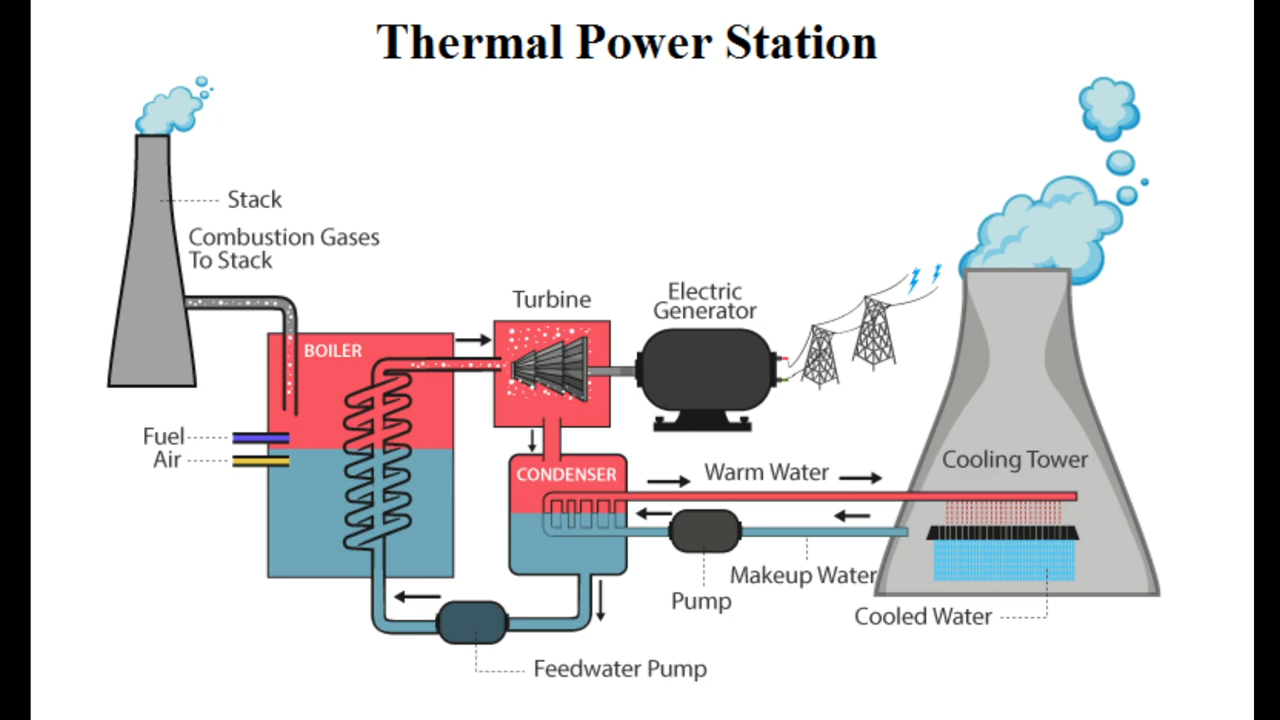 Thermal Power Station
Stack
Combustion Gases
To Stack
Turbine
Electric
Generator
BOILER
Fuel
Air
CONDENSER
Warm Water
Cooling Tower
Pump
Makeup Water
Cooled Water
Feedwater Pump